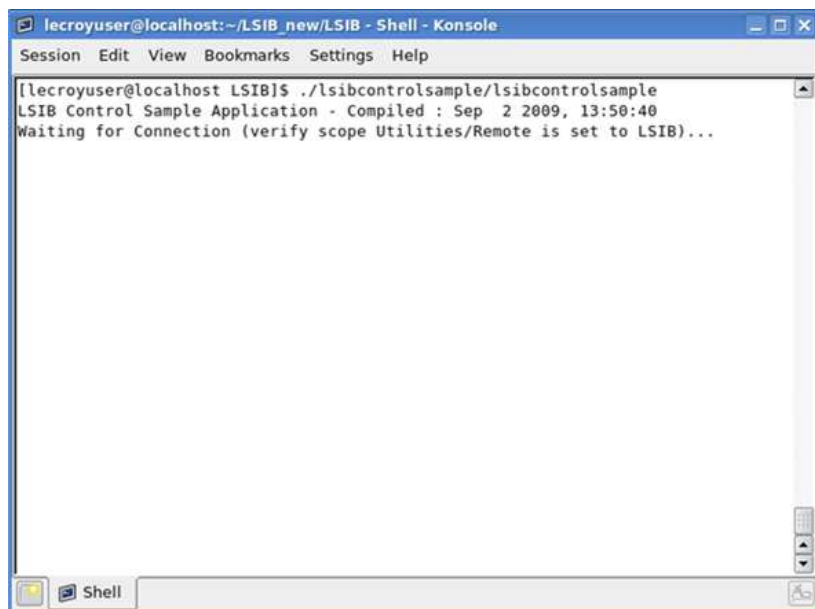 lecroyuser@localhost:~/LSIB_new/LSIB - Shell - Konsole
Session Edit View Bookmarks Settings Help
[lecroyuser@localhost LSIB]$ ./lsibcontrolsample/lsibcontrolsample
LSIB Control Sample Application - Compiled : Sep  2 2009, 13:50:40
Waiting for Connection (verify scope Utilities/Remote is set to LSIB)...
Shell